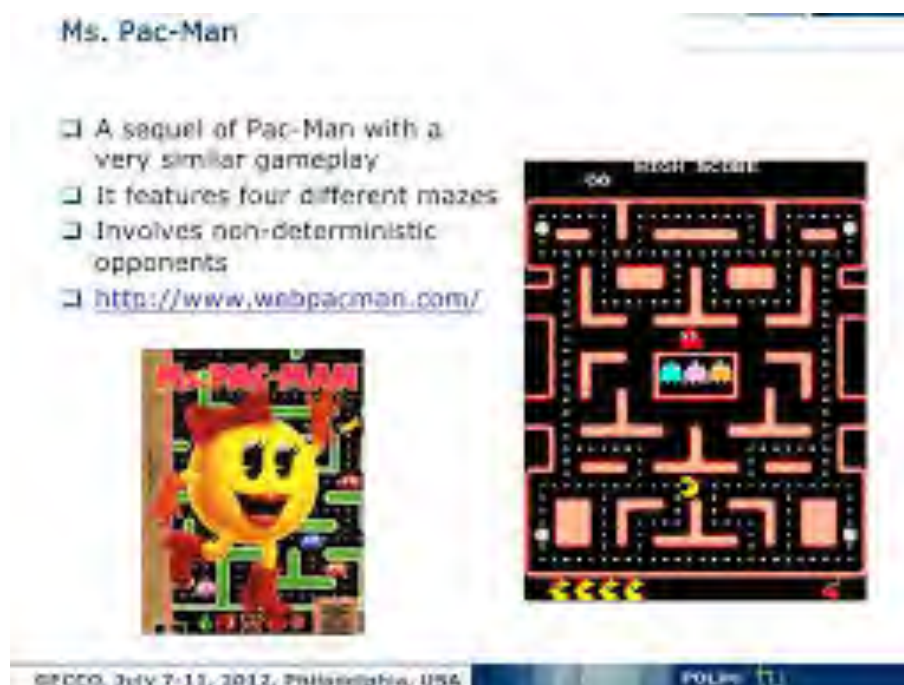 Ms. Pac-Man
❑ A sequel of Pac-Man with a
very similar gameplay
❑ It features four different mazes
❑ Involves non-deterministic
opponents
❑ http://www.webpacman.com/
HIGH SCORE
00
Ms. PAC-MAN
GECCO, July 7-11, 2012, Philadelphia, USA